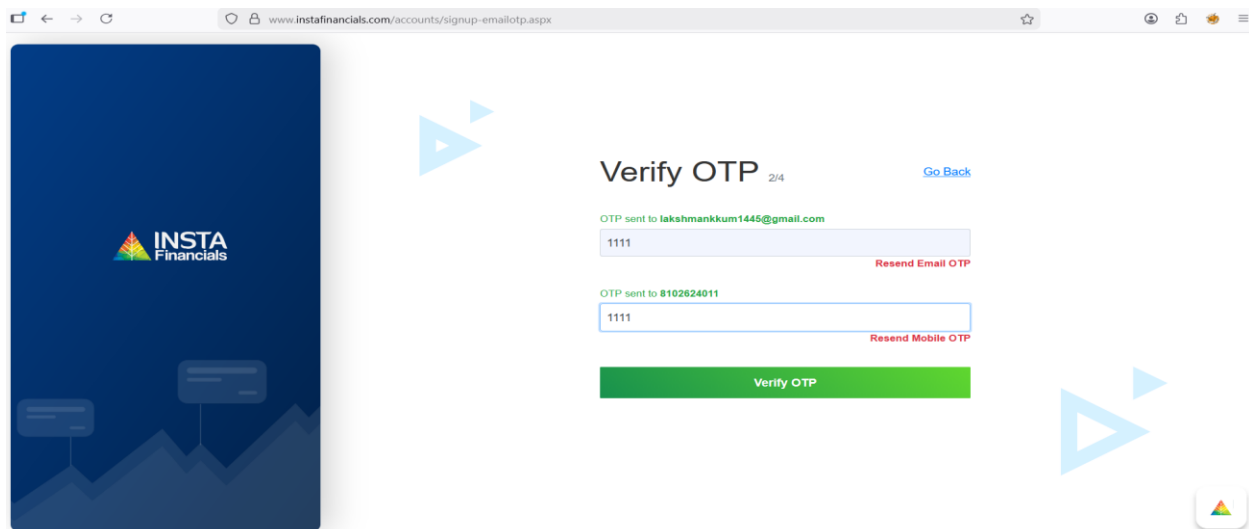 www.instafinancials.com/accounts/signup-emailotp.aspx
INSTA
Financials
Verify OTP 2/4
Go Back
OTP sent to lakshmankkum1445@gmail.com
1111
Resend Email OTP
OTP sent to 8102624011
1111
Resend Mobile OTP
Verify OTP